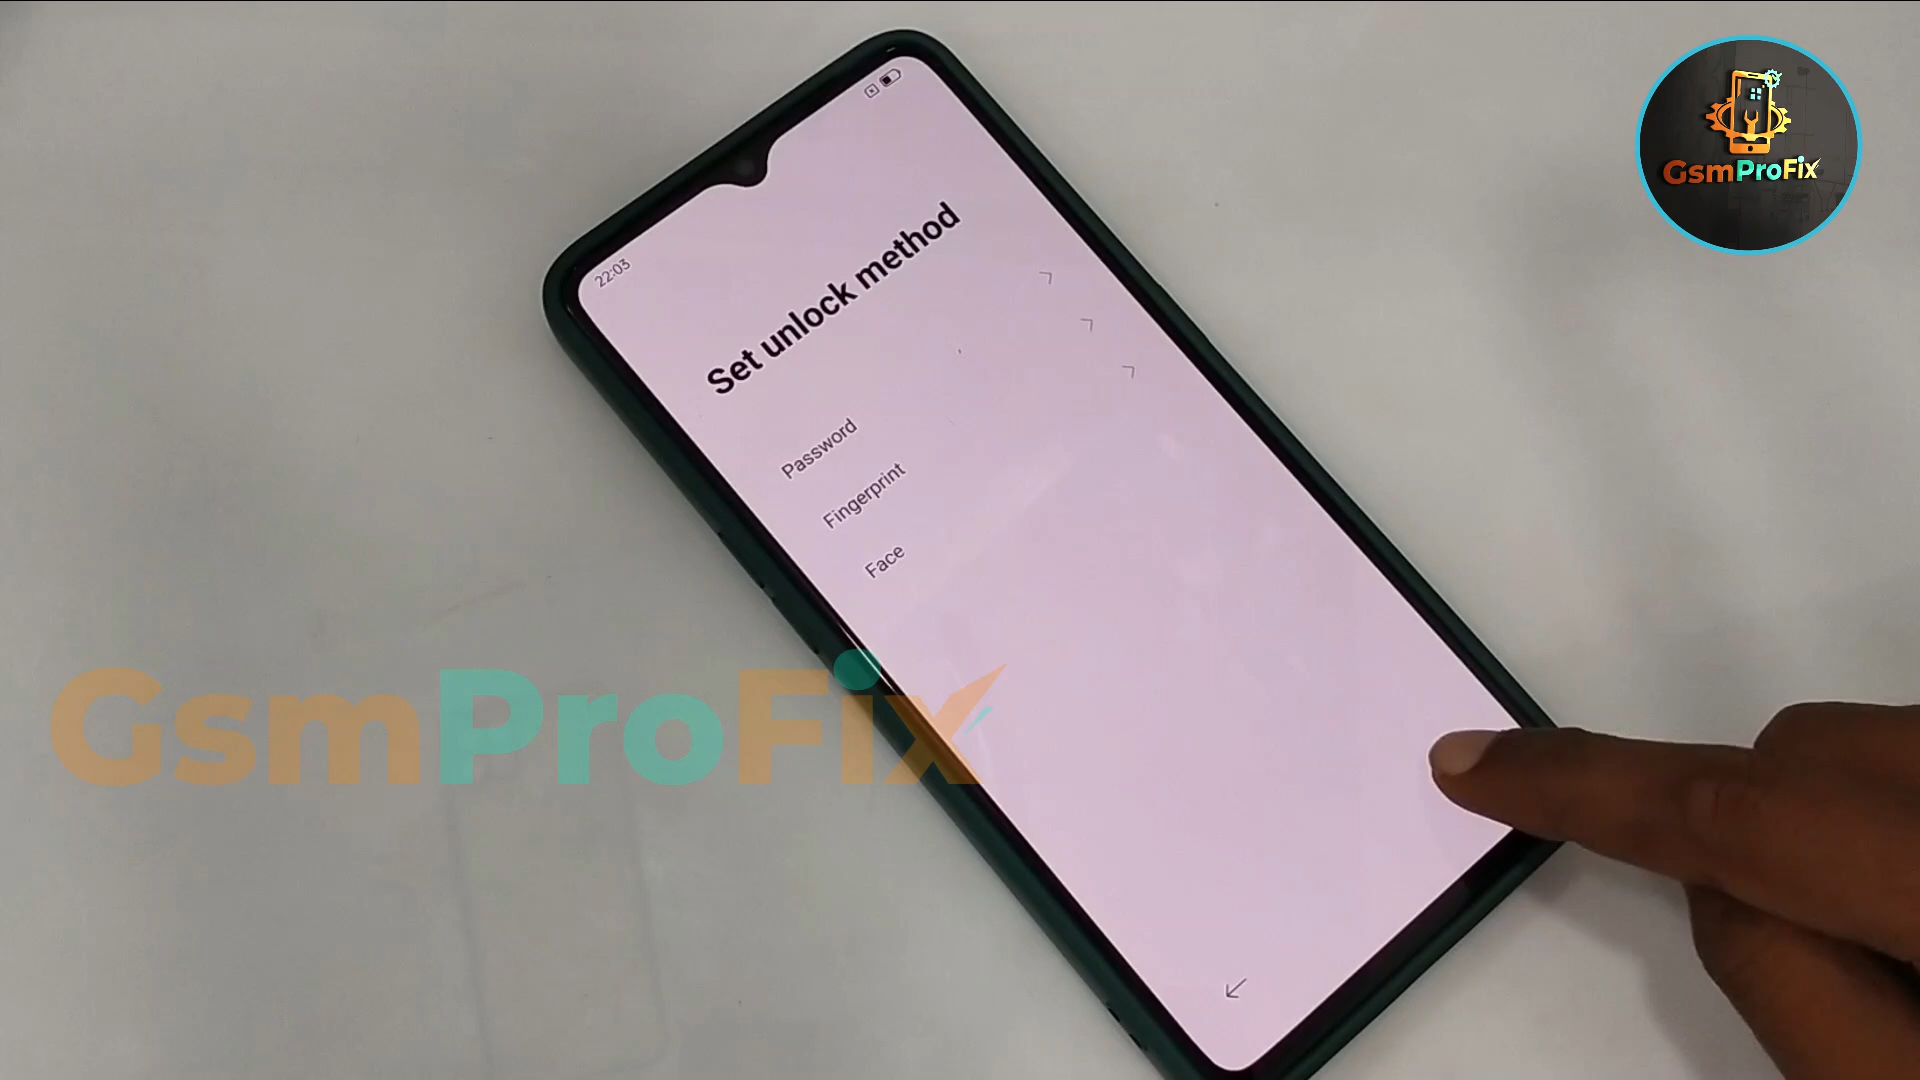 22:03
Set unlock method
Password
Fingerprint
Face
GsmProFix
GsmProFix